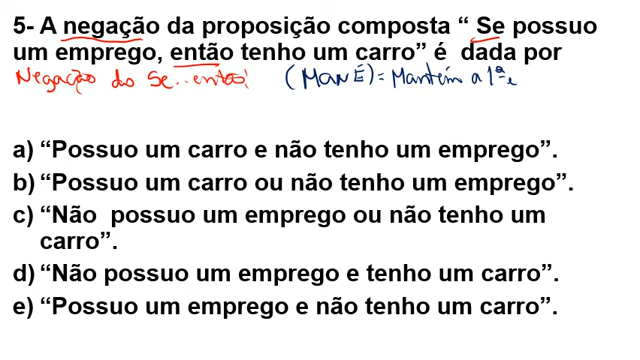 5- A negação da proposição composta “ Se possuo
um emprego, então tenho um carro” é dada por
Negação do Se..então! (MANÉ) = Mantém a 1ª e
a) “Possuo um carro e não tenho um emprego”.
b) “Possuo um carro ou não tenho um emprego”.
c) “Não possuo um emprego ou não tenho um
carro”.
d) “Não possuo um emprego e tenho um carro”.
e) “Possuo um emprego e não tenho um carro”.